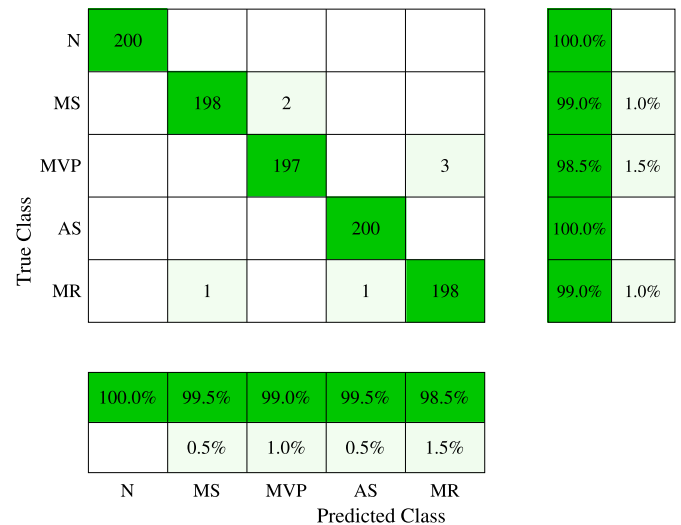 N 200 100.0%
MS 198 2 99.0% 1.0%
MVP 197 3 98.5% 1.5%
AS 200 100.0%
MR 1 1 198 99.0% 1.0%
True Class
100.0% 99.5% 99.0% 99.5% 98.5%
0.5% 1.0% 0.5% 1.5%
N MS MVP AS MR
Predicted Class